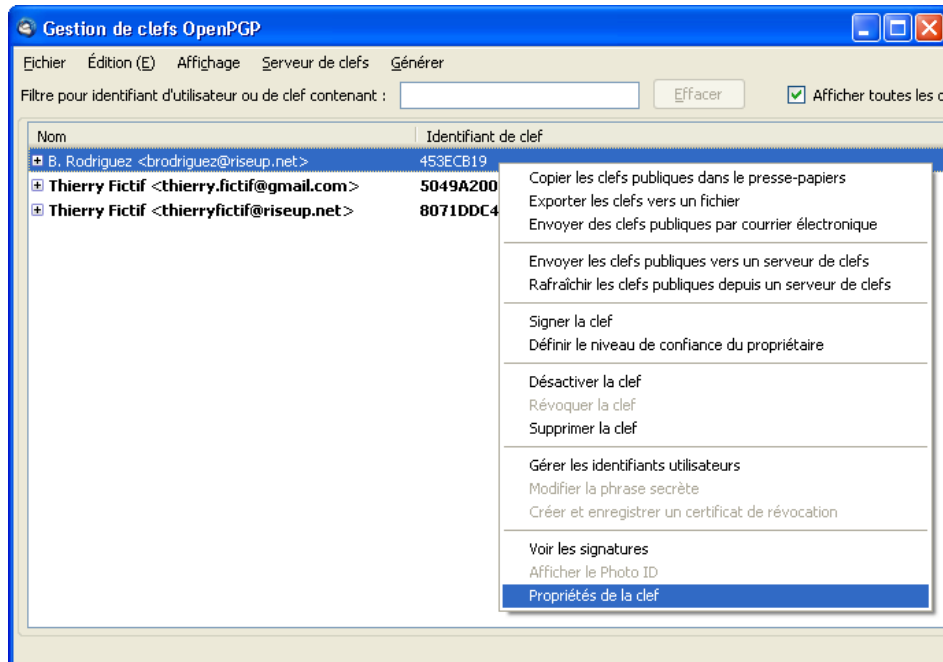 Gestion de clefs OpenPGP
Fichier Édition (E) Affichage Serveur de clefs Générer
Filtre pour identifiant d'utilisateur ou de clef contenant : Effacer Afficher toutes les
Nom Identifiant de clef
B. Rodriguez <brodriguez@riseup.net> 453ECB19
Thierry Fictif <thierry.fictif@gmail.com> 5049A200
Thierry Fictif <thierryfictif@riseup.net> 8071DDC4
Copier les clefs publiques dans le presse-papiers
Exporter les clefs vers un fichier
Envoyer des clefs publiques par courrier électronique
Envoyer les clefs publiques vers un serveur de clefs
Rafraîchir les clefs publiques depuis un serveur de clefs
Signer la clef
Définir le niveau de confiance du propriétaire
Désactiver la clef
Révoquer la clef
Supprimer la clef
Gérer les identifiants utilisateurs
Modifier la phrase secrète
Créer et enregistrer un certificat de révocation
Voir les signatures
Afficher le Photo ID
Propriétés de la clef